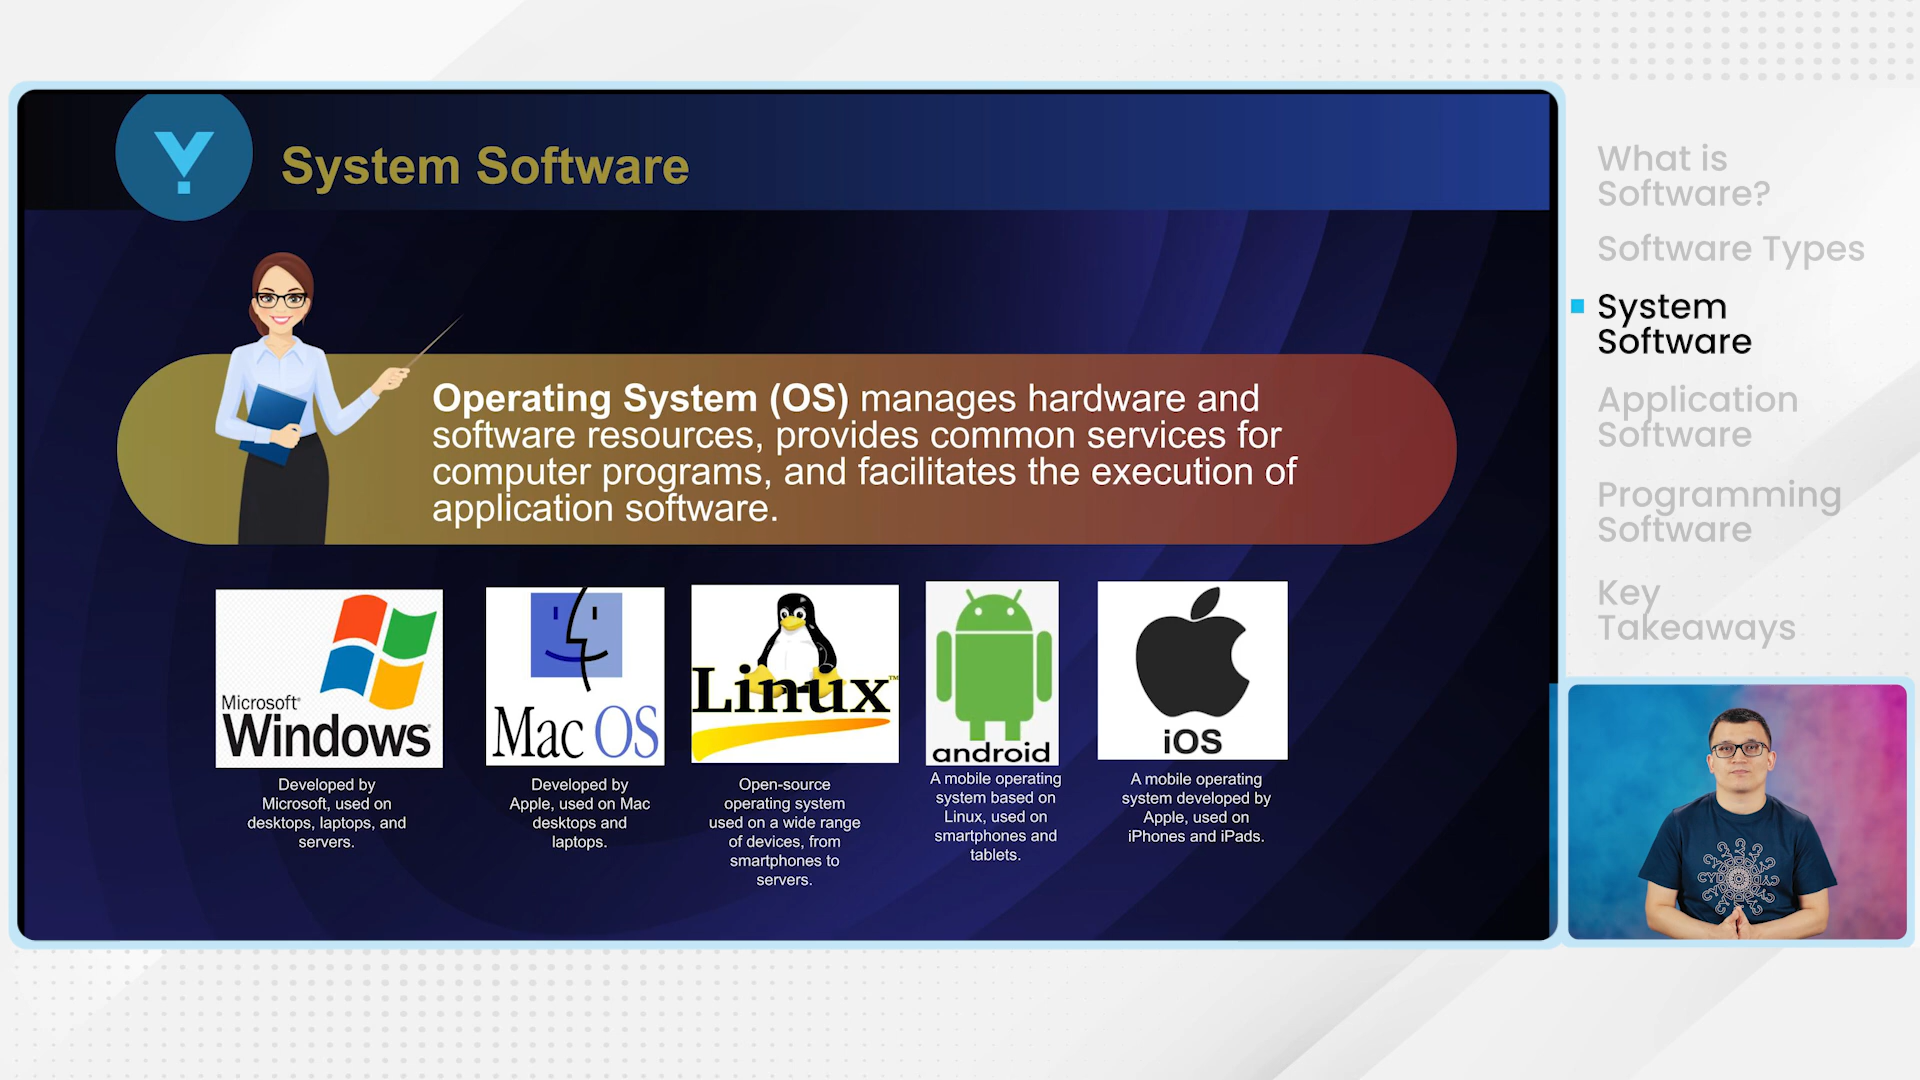 System Software
Operating System (OS) manages hardware and
software resources, provides common services for
computer programs, and facilitates the execution of
application software.
Microsoft®
Windows®
Developed by
Microsoft, used on
desktops, laptops, and
servers.
Mac OS
Developed by
Apple, used on Mac
desktops and
laptops.
Linux™
Open-source
operating system
used on a wide range
of devices, from
smartphones to
servers.
android
A mobile operating
system based on
Linux, used on
smartphones and
tablets.
iOS
A mobile operating
system developed by
Apple, used on
iPhones and iPads.
What is
Software?
Software Types
System
Software
Application
Software
Programming
Software
Key
Takeaways